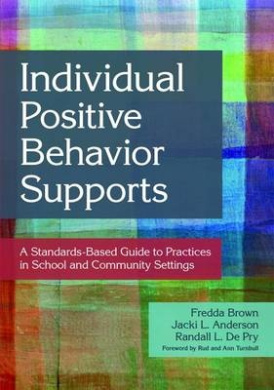 Individual
Positive
Behavior
Supports
A Standards-Based Guide to Practices
in School and Community Settings
Fredda Brown
Jacki L. Anderson
Randall L. De Pry
Foreword by Rud and Ann Turnbull